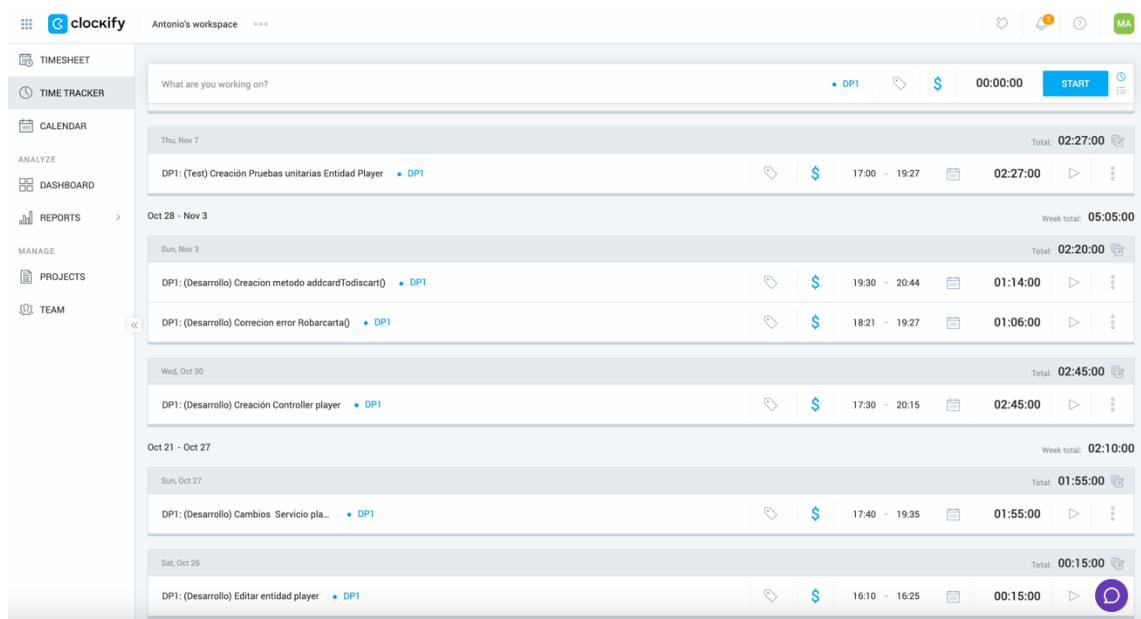 clockify Antonio's workspace 2 ? MA
TIMESHEET
TIME TRACKER
CALENDAR
ANALYZE
DASHBOARD
REPORTS
MANAGE
PROJECTS
TEAM
What are you working on? DP1 $ 00:00:00 START
Thu, Nov 7 Total: 02:27:00
DP1: (Test) Creación Pruebas unitarias Entidad Player DP1 $ 17:00 - 19:27 02:27:00
Oct 28 - Nov 3 Week total: 05:05:00
Sun, Nov 3 Total: 02:20:00
DP1: (Desarrollo) Creacion metodo addcardTodiscart() DP1 $ 19:30 - 20:44 01:14:00
DP1: (Desarrollo) Correcion error Robarcarta() DP1 $ 18:21 - 19:27 01:06:00
Wed, Oct 30 Total: 02:45:00
DP1: (Desarrollo) Creación Controller player DP1 $ 17:30 - 20:15 02:45:00
Oct 21 - Oct 27 Week total: 02:10:00
Sun, Oct 27 Total: 01:55:00
DP1: (Desarrollo) Cambios Servicio pla... DP1 $ 17:40 - 19:35 01:55:00
Sat, Oct 26 Total: 00:15:00
DP1: (Desarrollo) Editar entidad player DP1 $ 16:10 - 16:25 00:15:00